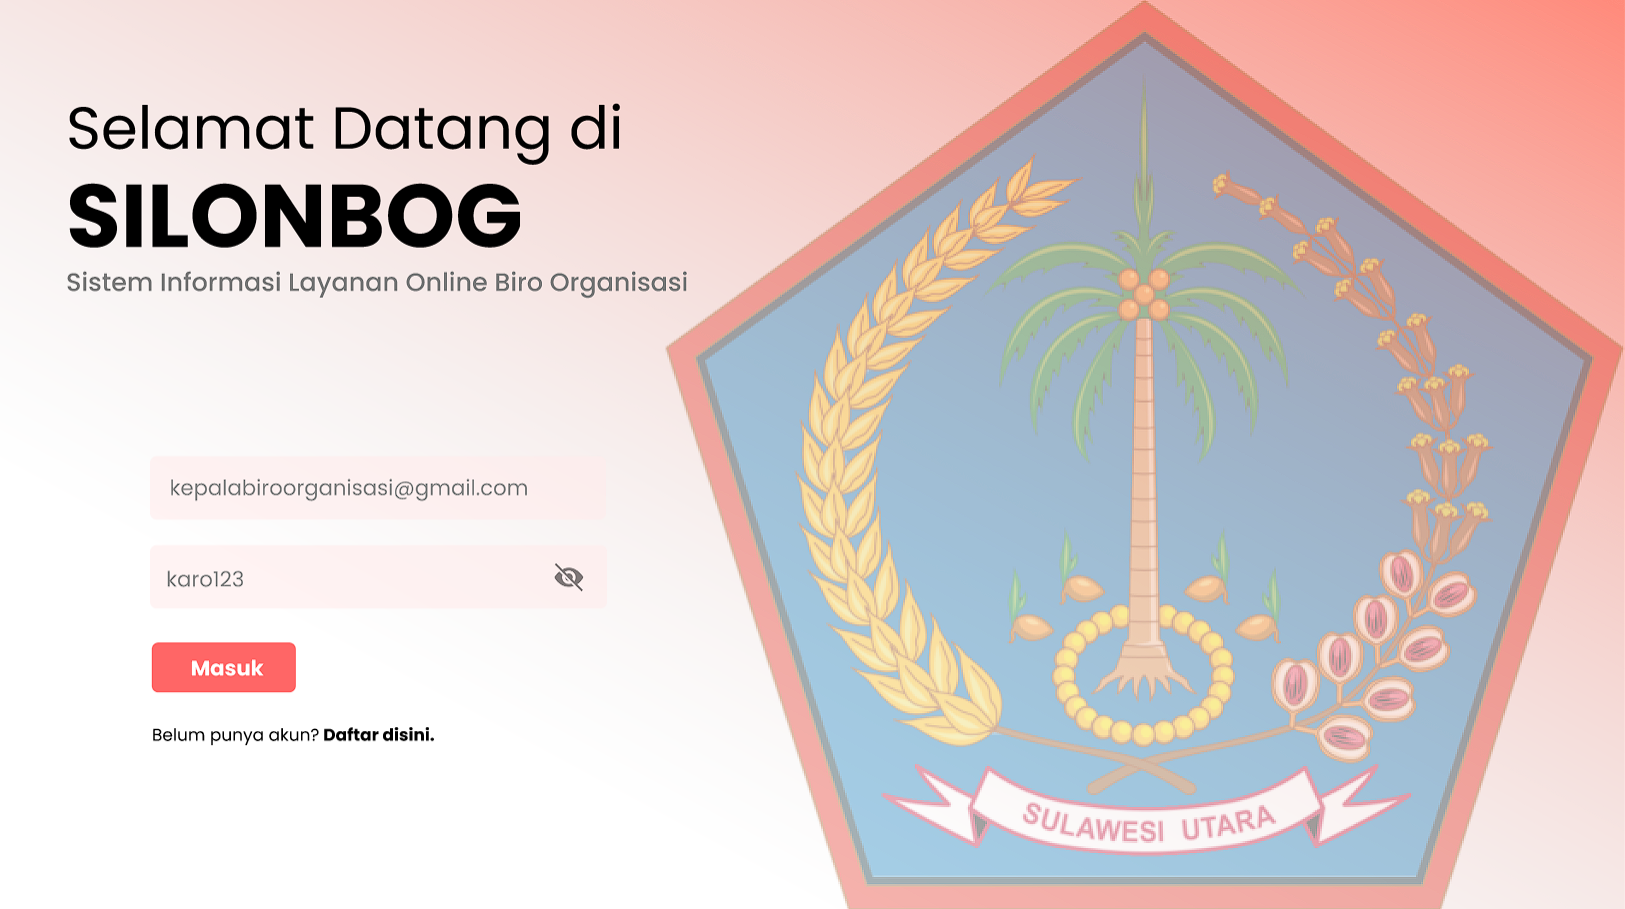 Selamat Datang di
SILONBOG
Sistem Informasi Layanan Online Biro Organisasi
kepalabiroorganisasi@gmail.com
karo123
Masuk
Belum punya akun? Daftar disini.
SULAWESI UTARA